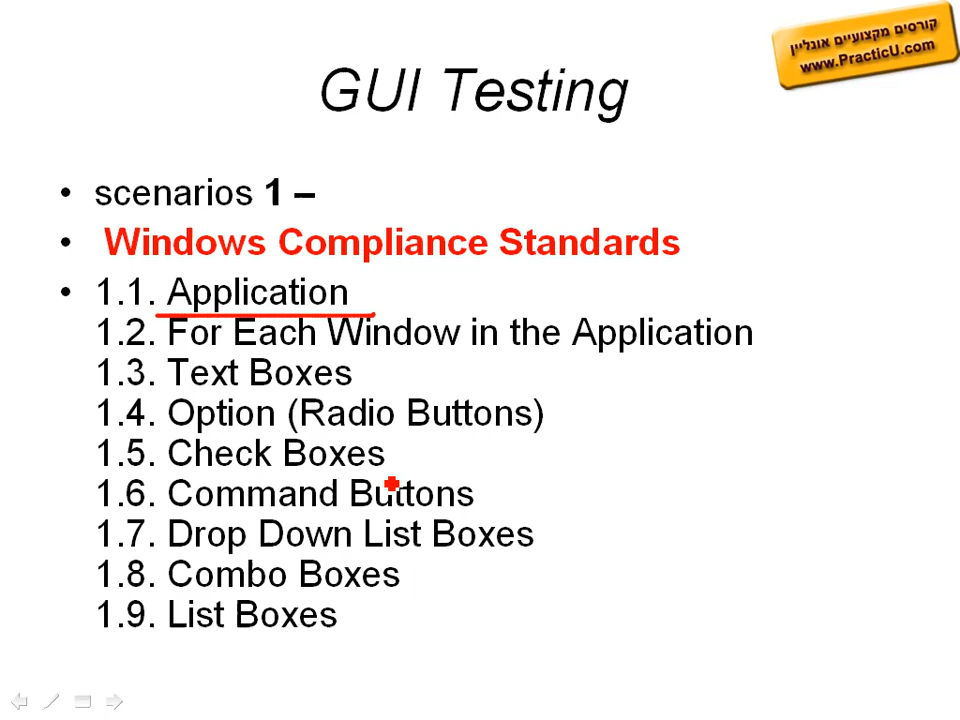 קורסים מקצועיים אונליין
www.PracticU.com
GUI Testing
• scenarios 1 –
• Windows Compliance Standards
• 1.1. Application
1.2. For Each Window in the Application
1.3. Text Boxes
1.4. Option (Radio Buttons)
1.5. Check Boxes
1.6. Command Buttons
1.7. Drop Down List Boxes
1.8. Combo Boxes
1.9. List Boxes